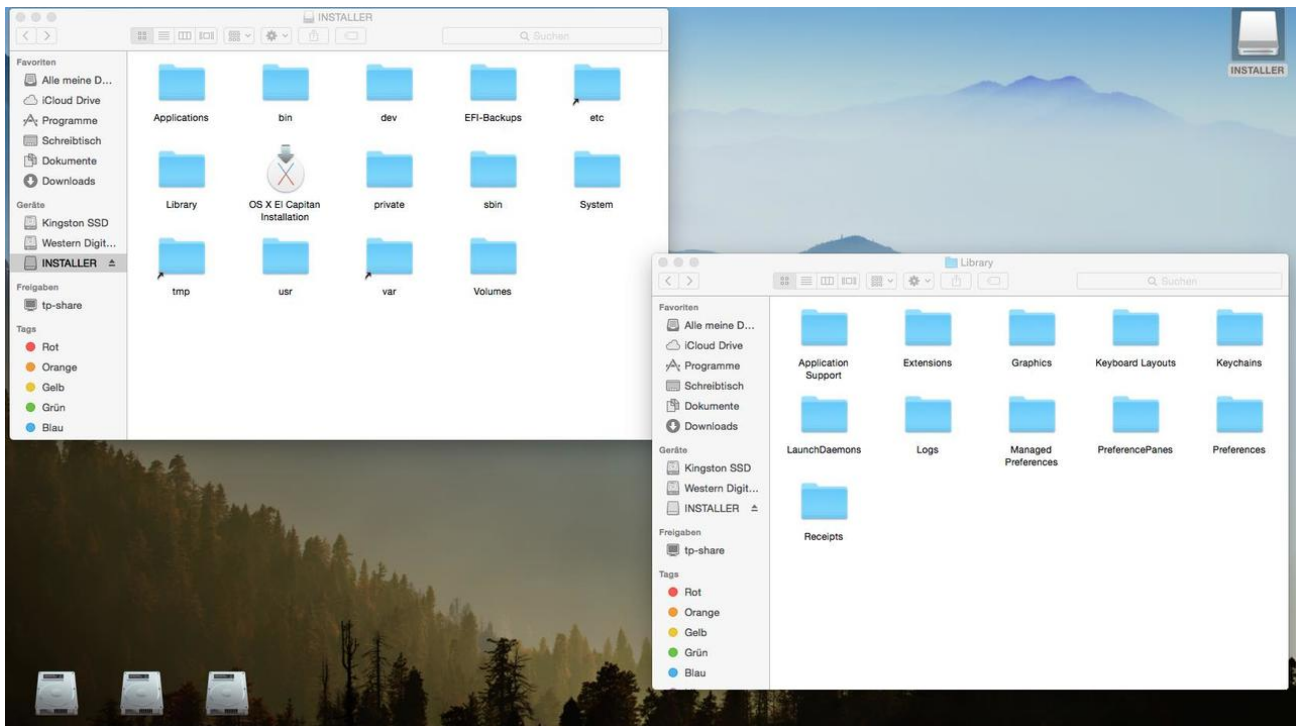 INSTALLER
Suchen
Favoriten
Alle meine D...
iCloud Drive
Programme
Schreibtisch
Dokumente
Downloads
Geräte
Kingston SSD
Western Digit...
INSTALLER
Freigaben
tp-share
Tags
Rot
Orange
Gelb
Grün
Blau
Applications bin dev EFI-Backups etc
Library OS X El Capitan private sbin System
Installation
tmp usr var Volumes
INSTALLER
Library
Suchen
Favoriten
Alle meine D...
iCloud Drive
Programme
Schreibtisch
Dokumente
Downloads
Geräte
Kingston SSD
Western Digit...
INSTALLER
Freigaben
tp-share
Tags
Rot
Orange
Gelb
Grün
Blau
Application Extensions Graphics Keyboard Layouts Keychains
Support
LaunchDaemons Logs Managed PreferencePanes Preferences
Preferences
Receipts